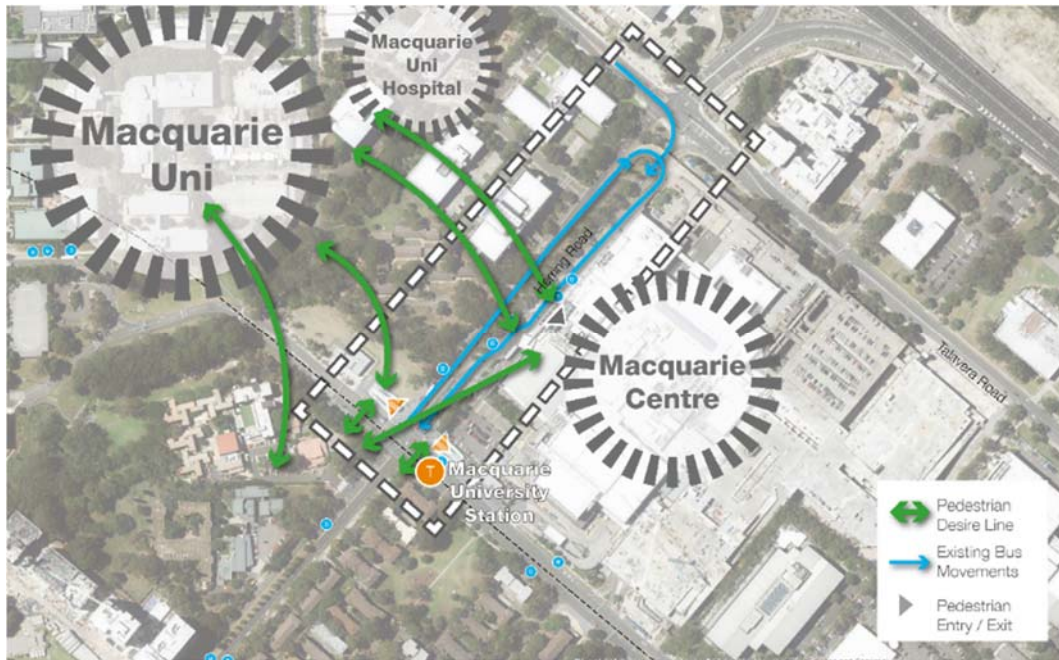 Macquarie
Uni
Hospital
Macquarie
Uni
Herring Road
Macquarie
Centre
Talavera Road
T
Macquarie
University
Station
Pedestrian
Desire Line
Existing Bus
Movements
Pedestrian
Entry / Exit